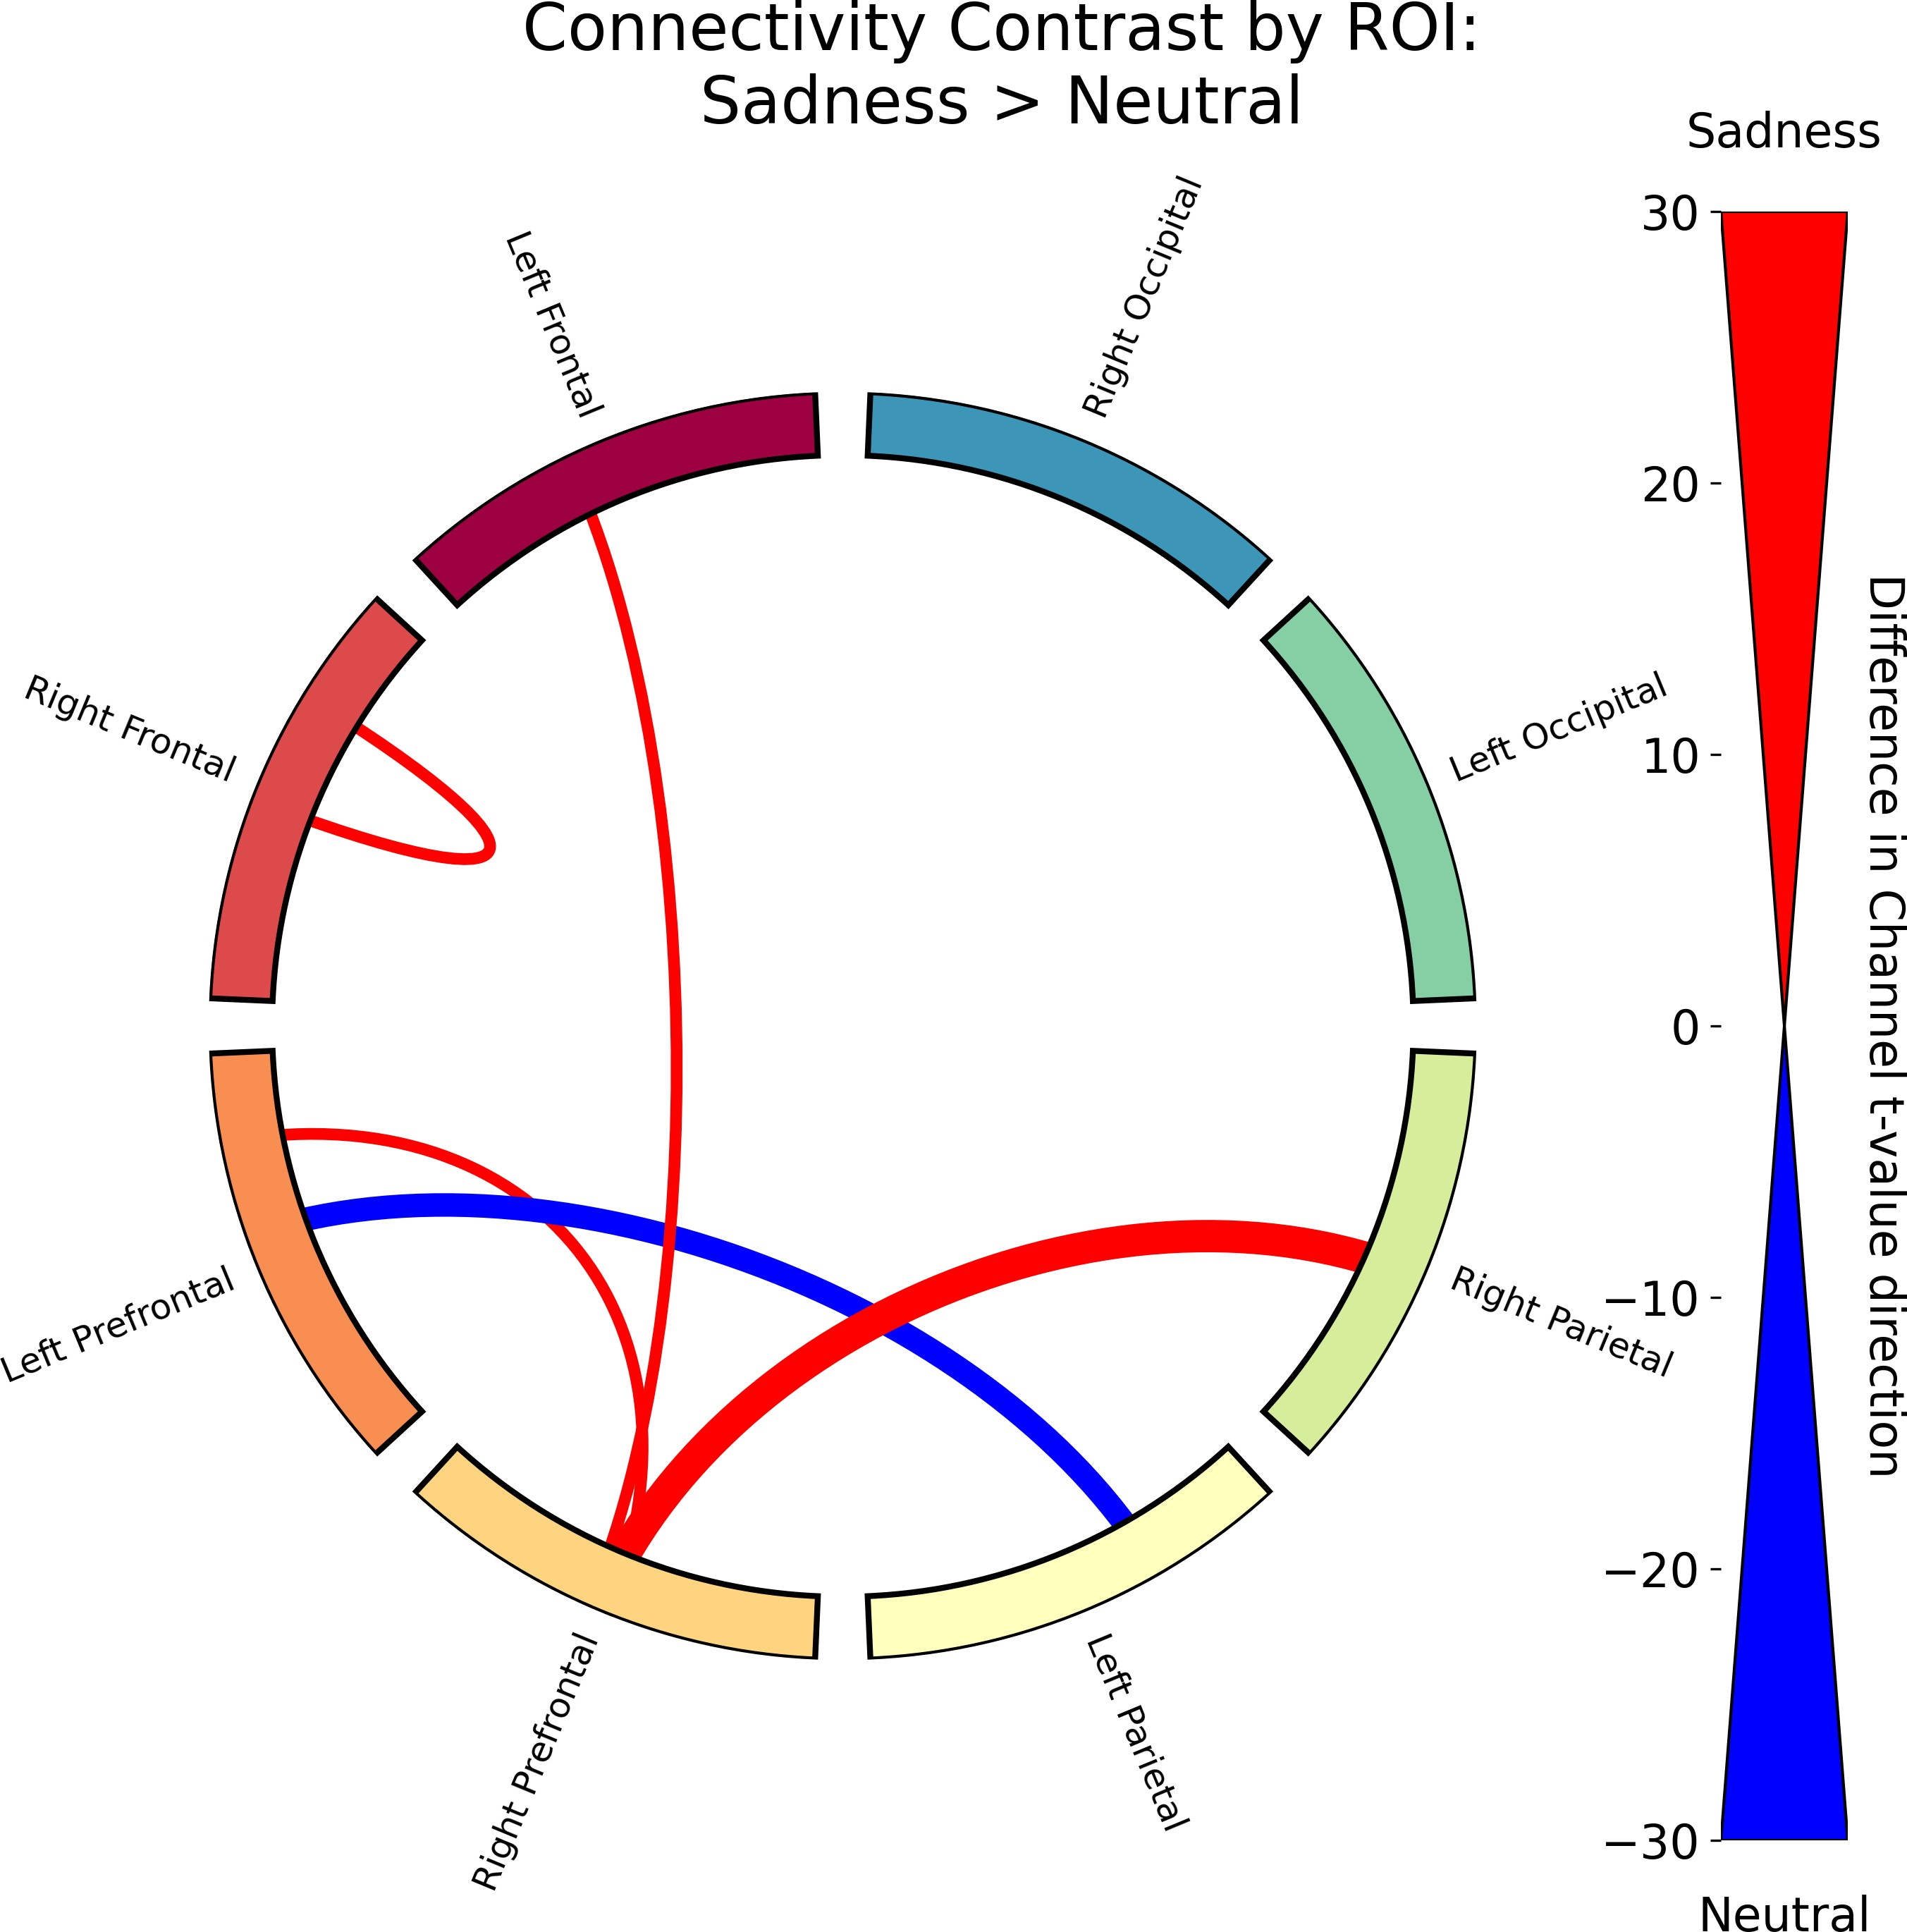 Connectivity Contrast by ROI:
Sadness > Neutral
Sadness
Right Occipital
Left Frontal
30
20
Left Occipital
Right Frontal
10
Difference in Channel t-value direction
0
Left Prefrontal
Right Parietal
−10
−20
Right Prefrontal
Left Parietal
−30
Neutral